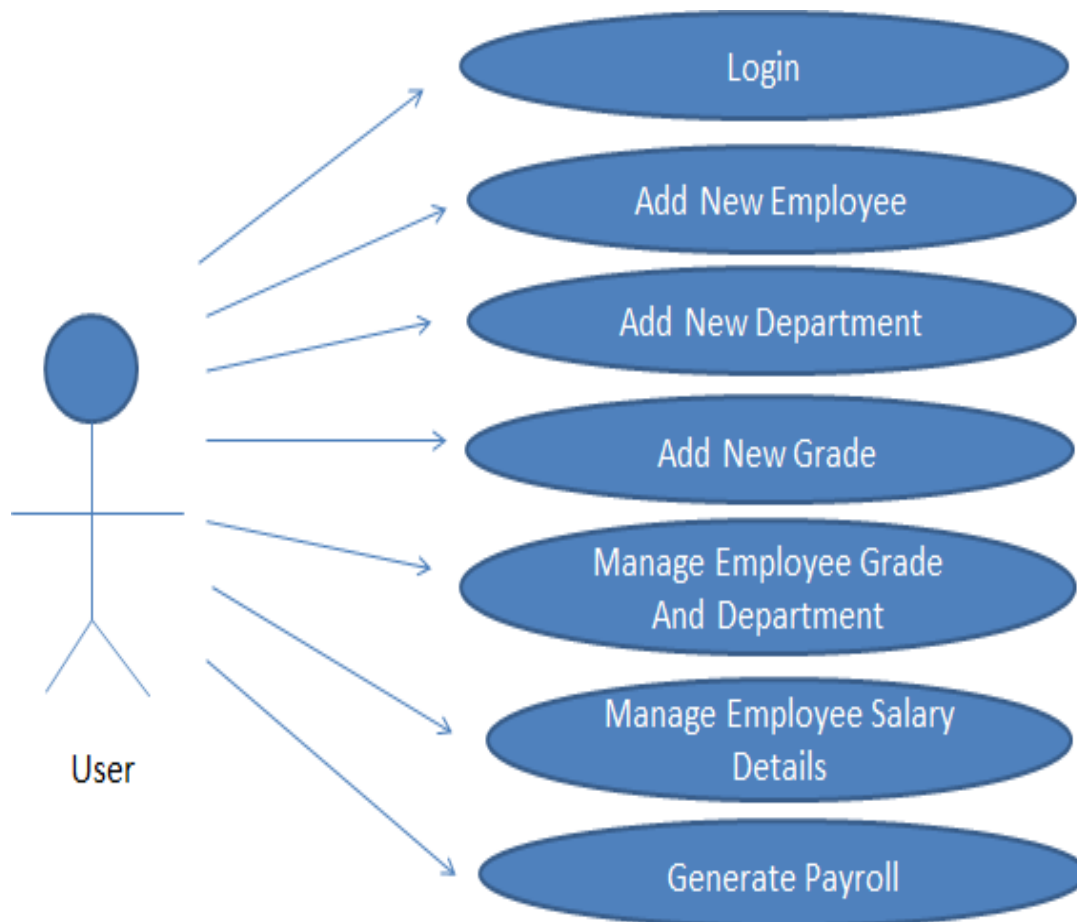 Login
Add New Employee
Add New Department
Add New Grade
Manage Employee Grade
And Department
Manage Employee Salary
Details
Generate Payroll
User